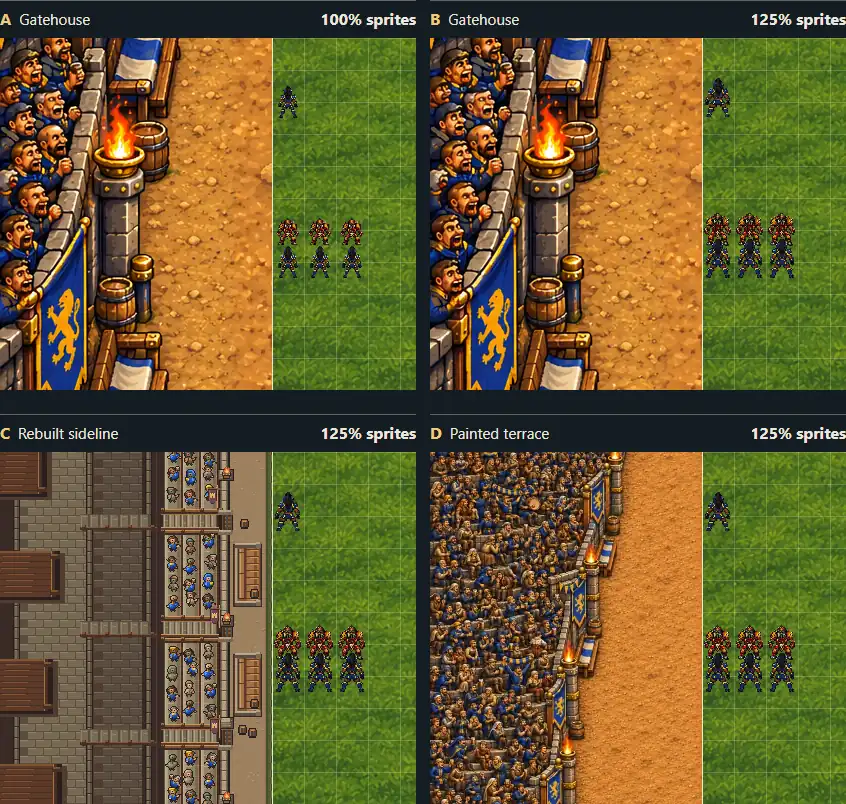 A Gatehouse 100% sprites
B Gatehouse 125% sprites
C Rebuilt sideline 125% sprites
D Painted terrace 125% sprites